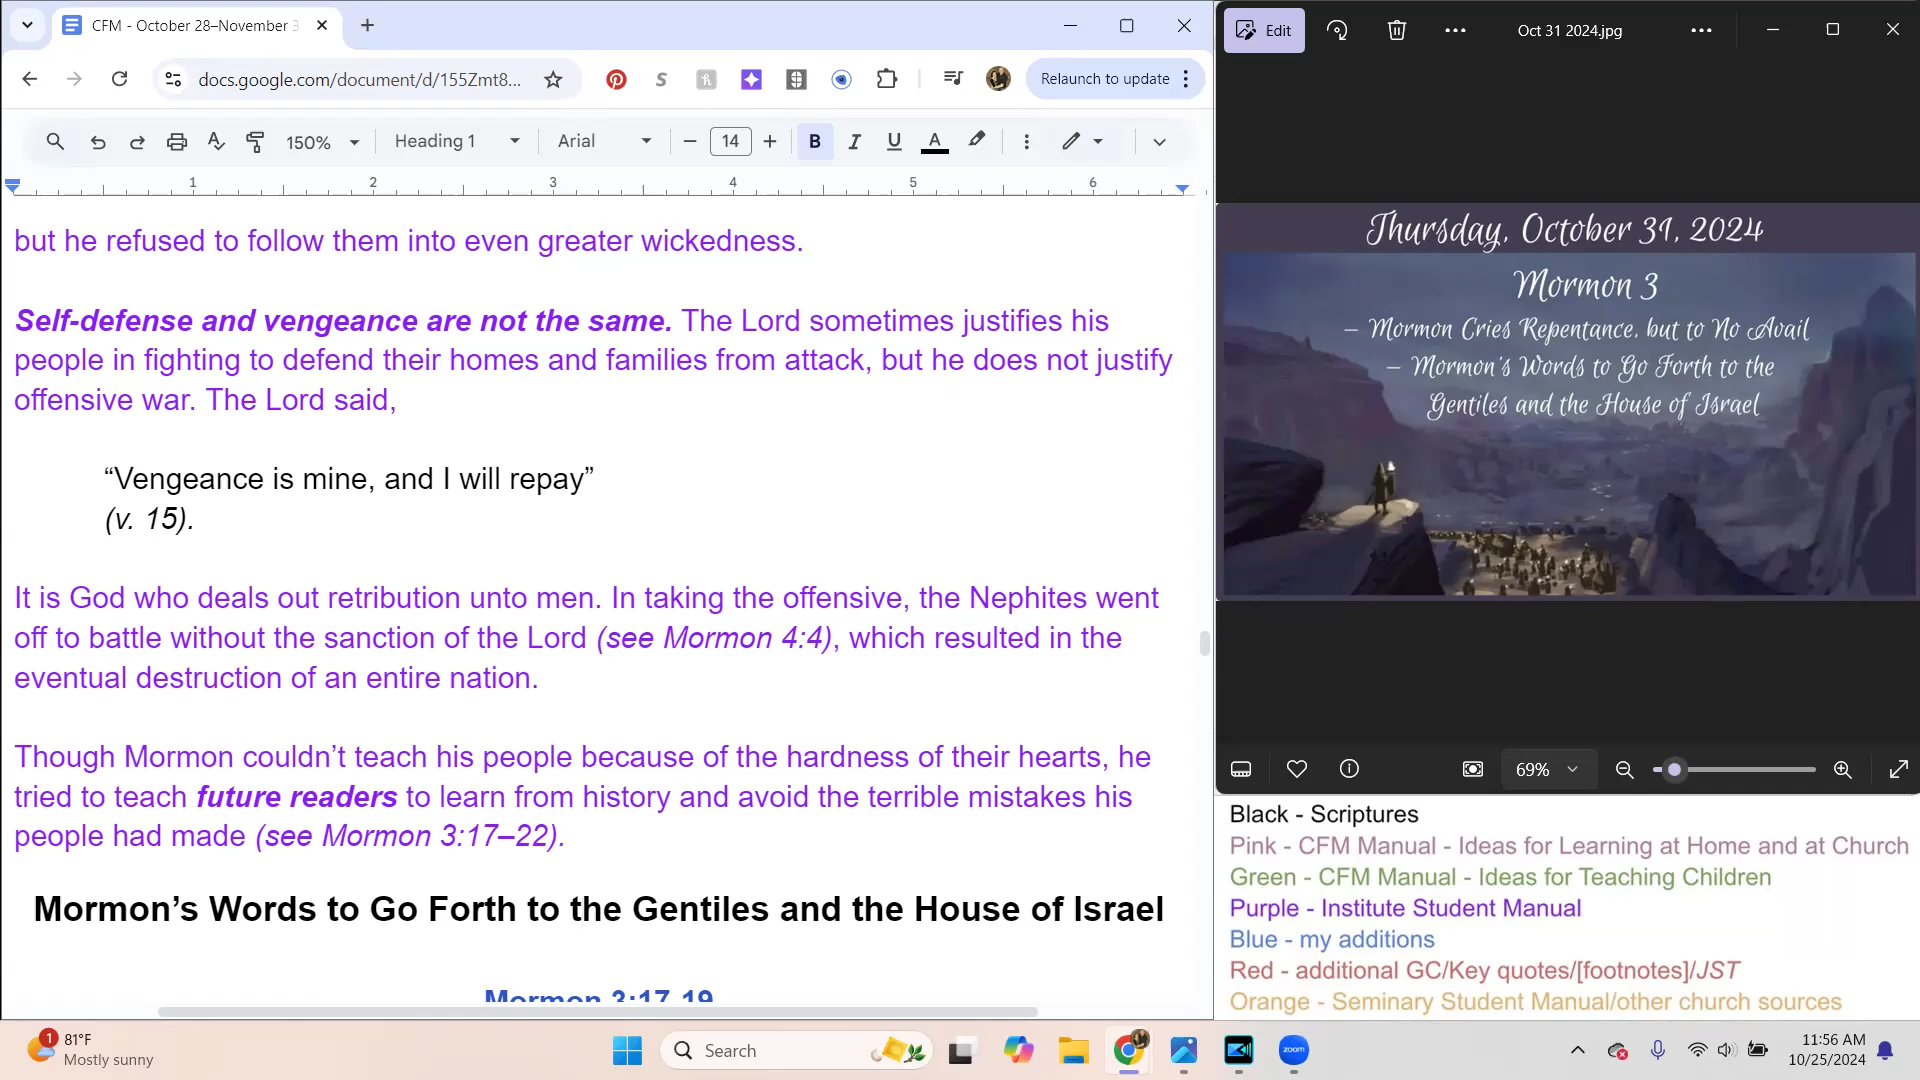 CFM - October 28–November 3
docs.google.com/document/d/155Zmt8...
Relaunch to update
150%
Heading 1
Arial
14
B
I
U
A
1 2 3 4 5 6
but he refused to follow them into even greater wickedness.
Self-defense and vengeance are not the same. The Lord sometimes justifies his
people in fighting to defend their homes and families from attack, but he does not justify
offensive war. The Lord said,
“Vengeance is mine, and I will repay”
(v. 15).
It is God who deals out retribution unto men. In taking the offensive, the Nephites went
off to battle without the sanction of the Lord (see Mormon 4:4), which resulted in the
eventual destruction of an entire nation.
Though Mormon couldn’t teach his people because of the hardness of their hearts, he
tried to teach future readers to learn from history and avoid the terrible mistakes his
people had made (see Mormon 3:17–22).
Mormon’s Words to Go Forth to the Gentiles and the House of Israel
Mormon 3:17-19
Edit
Oct 31 2024.jpg
Thursday, October 31, 2024
Mormon 3
– Mormon Cries Repentance, but to No Avail
– Mormon's Words to Go Forth to the
Gentiles and the House of Israel
69%
Black - Scriptures
Pink - CFM Manual - Ideas for Learning at Home and at Church
Green - CFM Manual - Ideas for Teaching Children
Purple - Institute Student Manual
Blue - my additions
Red - additional GC/Key quotes/[footnotes]/JST
Orange - Seminary Student Manual/other church sources
1
81°F
Mostly sunny
Search
zoom
11:56 AM
10/25/2024